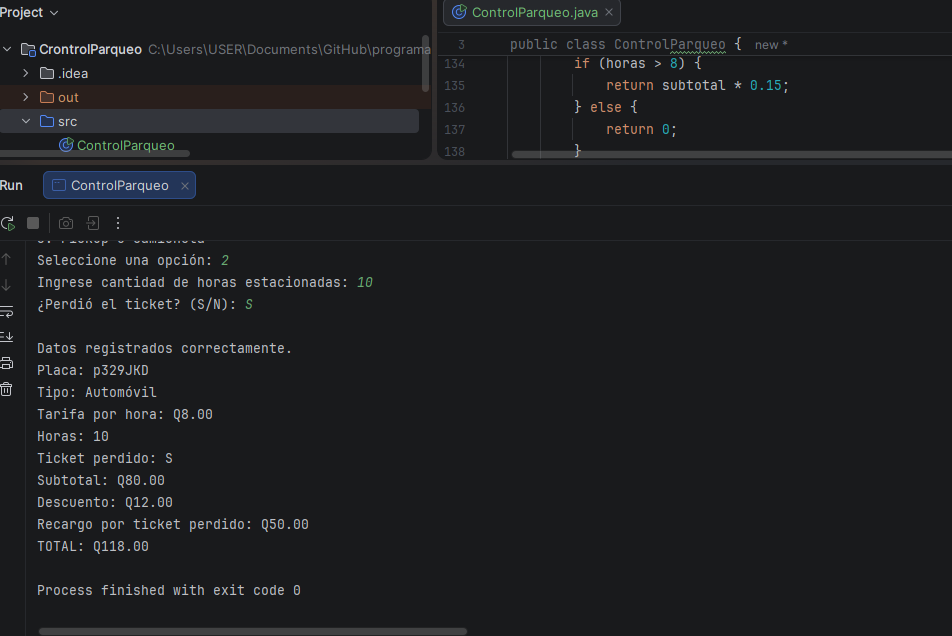 Project
ControlParqueo.java
CrontrolParqueo C:\Users\USER\Documents\GitHub\programa
.idea
out
src
ControlParqueo
3 public class ControlParqueo { new *
134 if (horas > 8) {
135 return subtotal * 0.15;
136 } else {
137 return 0;
138 }
Run ControlParqueo
Seleccione una opción: 2
Ingrese cantidad de horas estacionadas: 10
¿Perdió el ticket? (S/N): S
Datos registrados correctamente.
Placa: p329JKD
Tipo: Automóvil
Tarifa por hora: Q8.00
Horas: 10
Ticket perdido: S
Subtotal: Q80.00
Descuento: Q12.00
Recargo por ticket perdido: Q50.00
TOTAL: Q118.00
Process finished with exit code 0